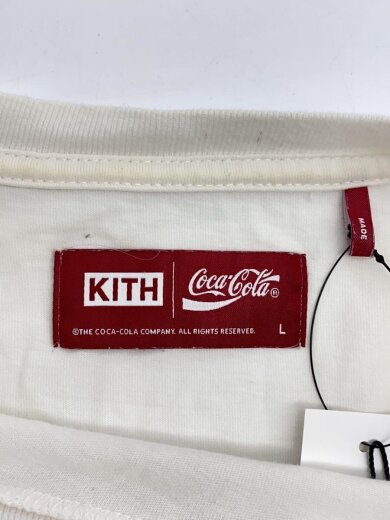 MADE
KITH
Coca-Cola®
©THE COCA-COLA COMPANY. ALL RIGHTS RESERVED.
L